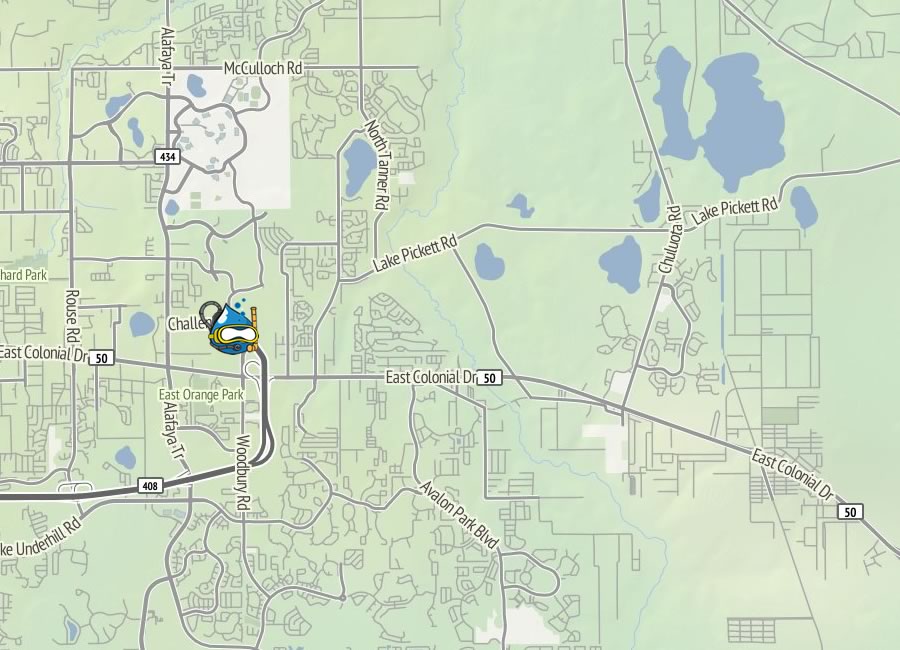 Alafaya Tr
McCulloch Rd
434
North Tanner Rd
Lake Pickett Rd
Lake Pickett Rd
Chuluota Rd
hard Park
Rouse Rd
Challen
East Colonial Dr
50
East Colonial Dr
50
East Orange Park
Alafaya Tr
Woodbury Rd
408
Avalon Park Blvd
East Colonial Dr
50
ke Underhill Rd